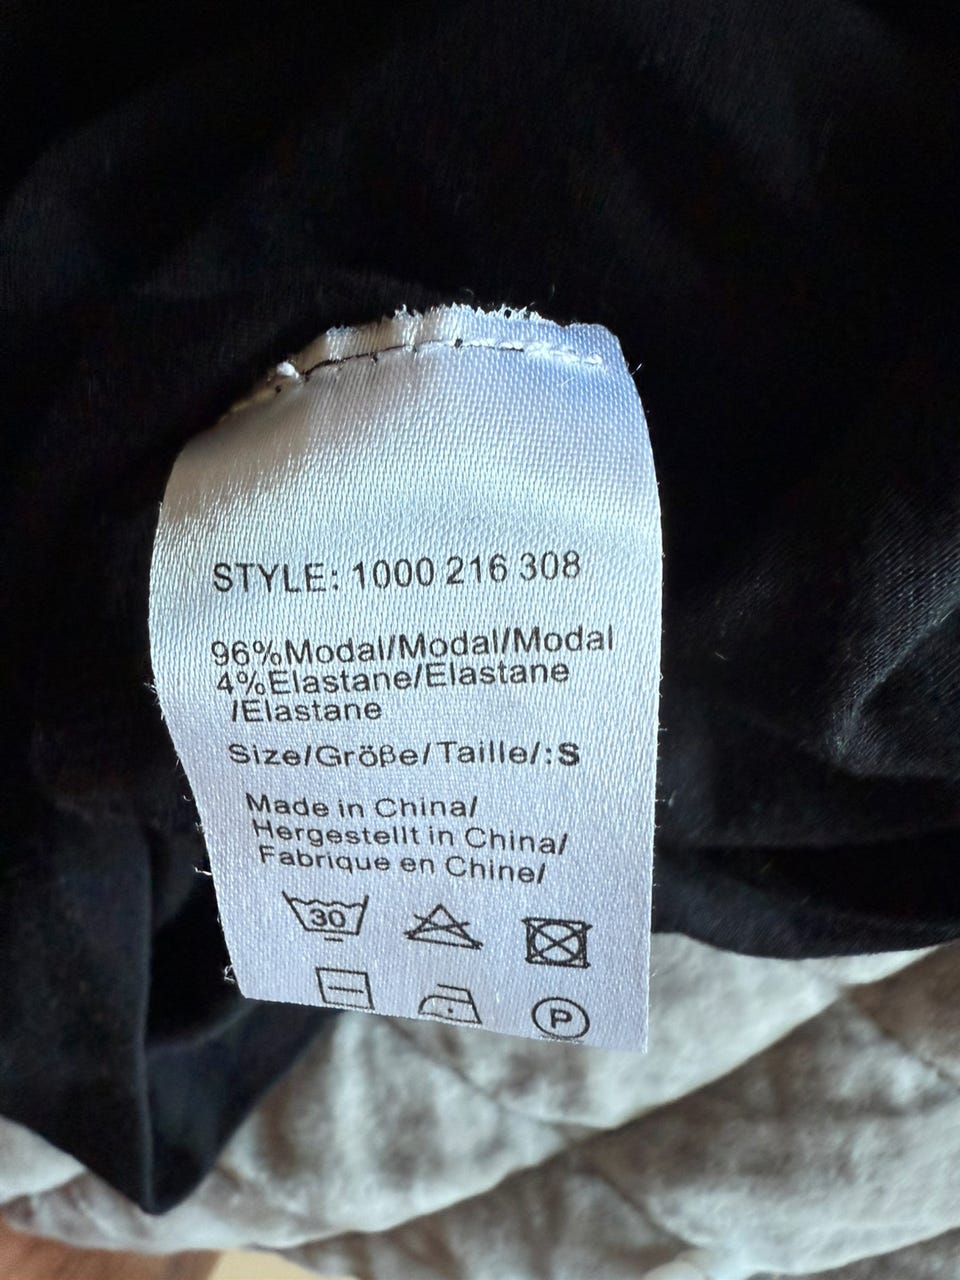 STYLE: 1000 216 308
96%Modal/Modal/Modal
4%Elastane/Elastane
/Elastane
Size/Größe/Taille/:S
Made in China/
Hergestellt in China/
Fabrique en Chine/
30
P